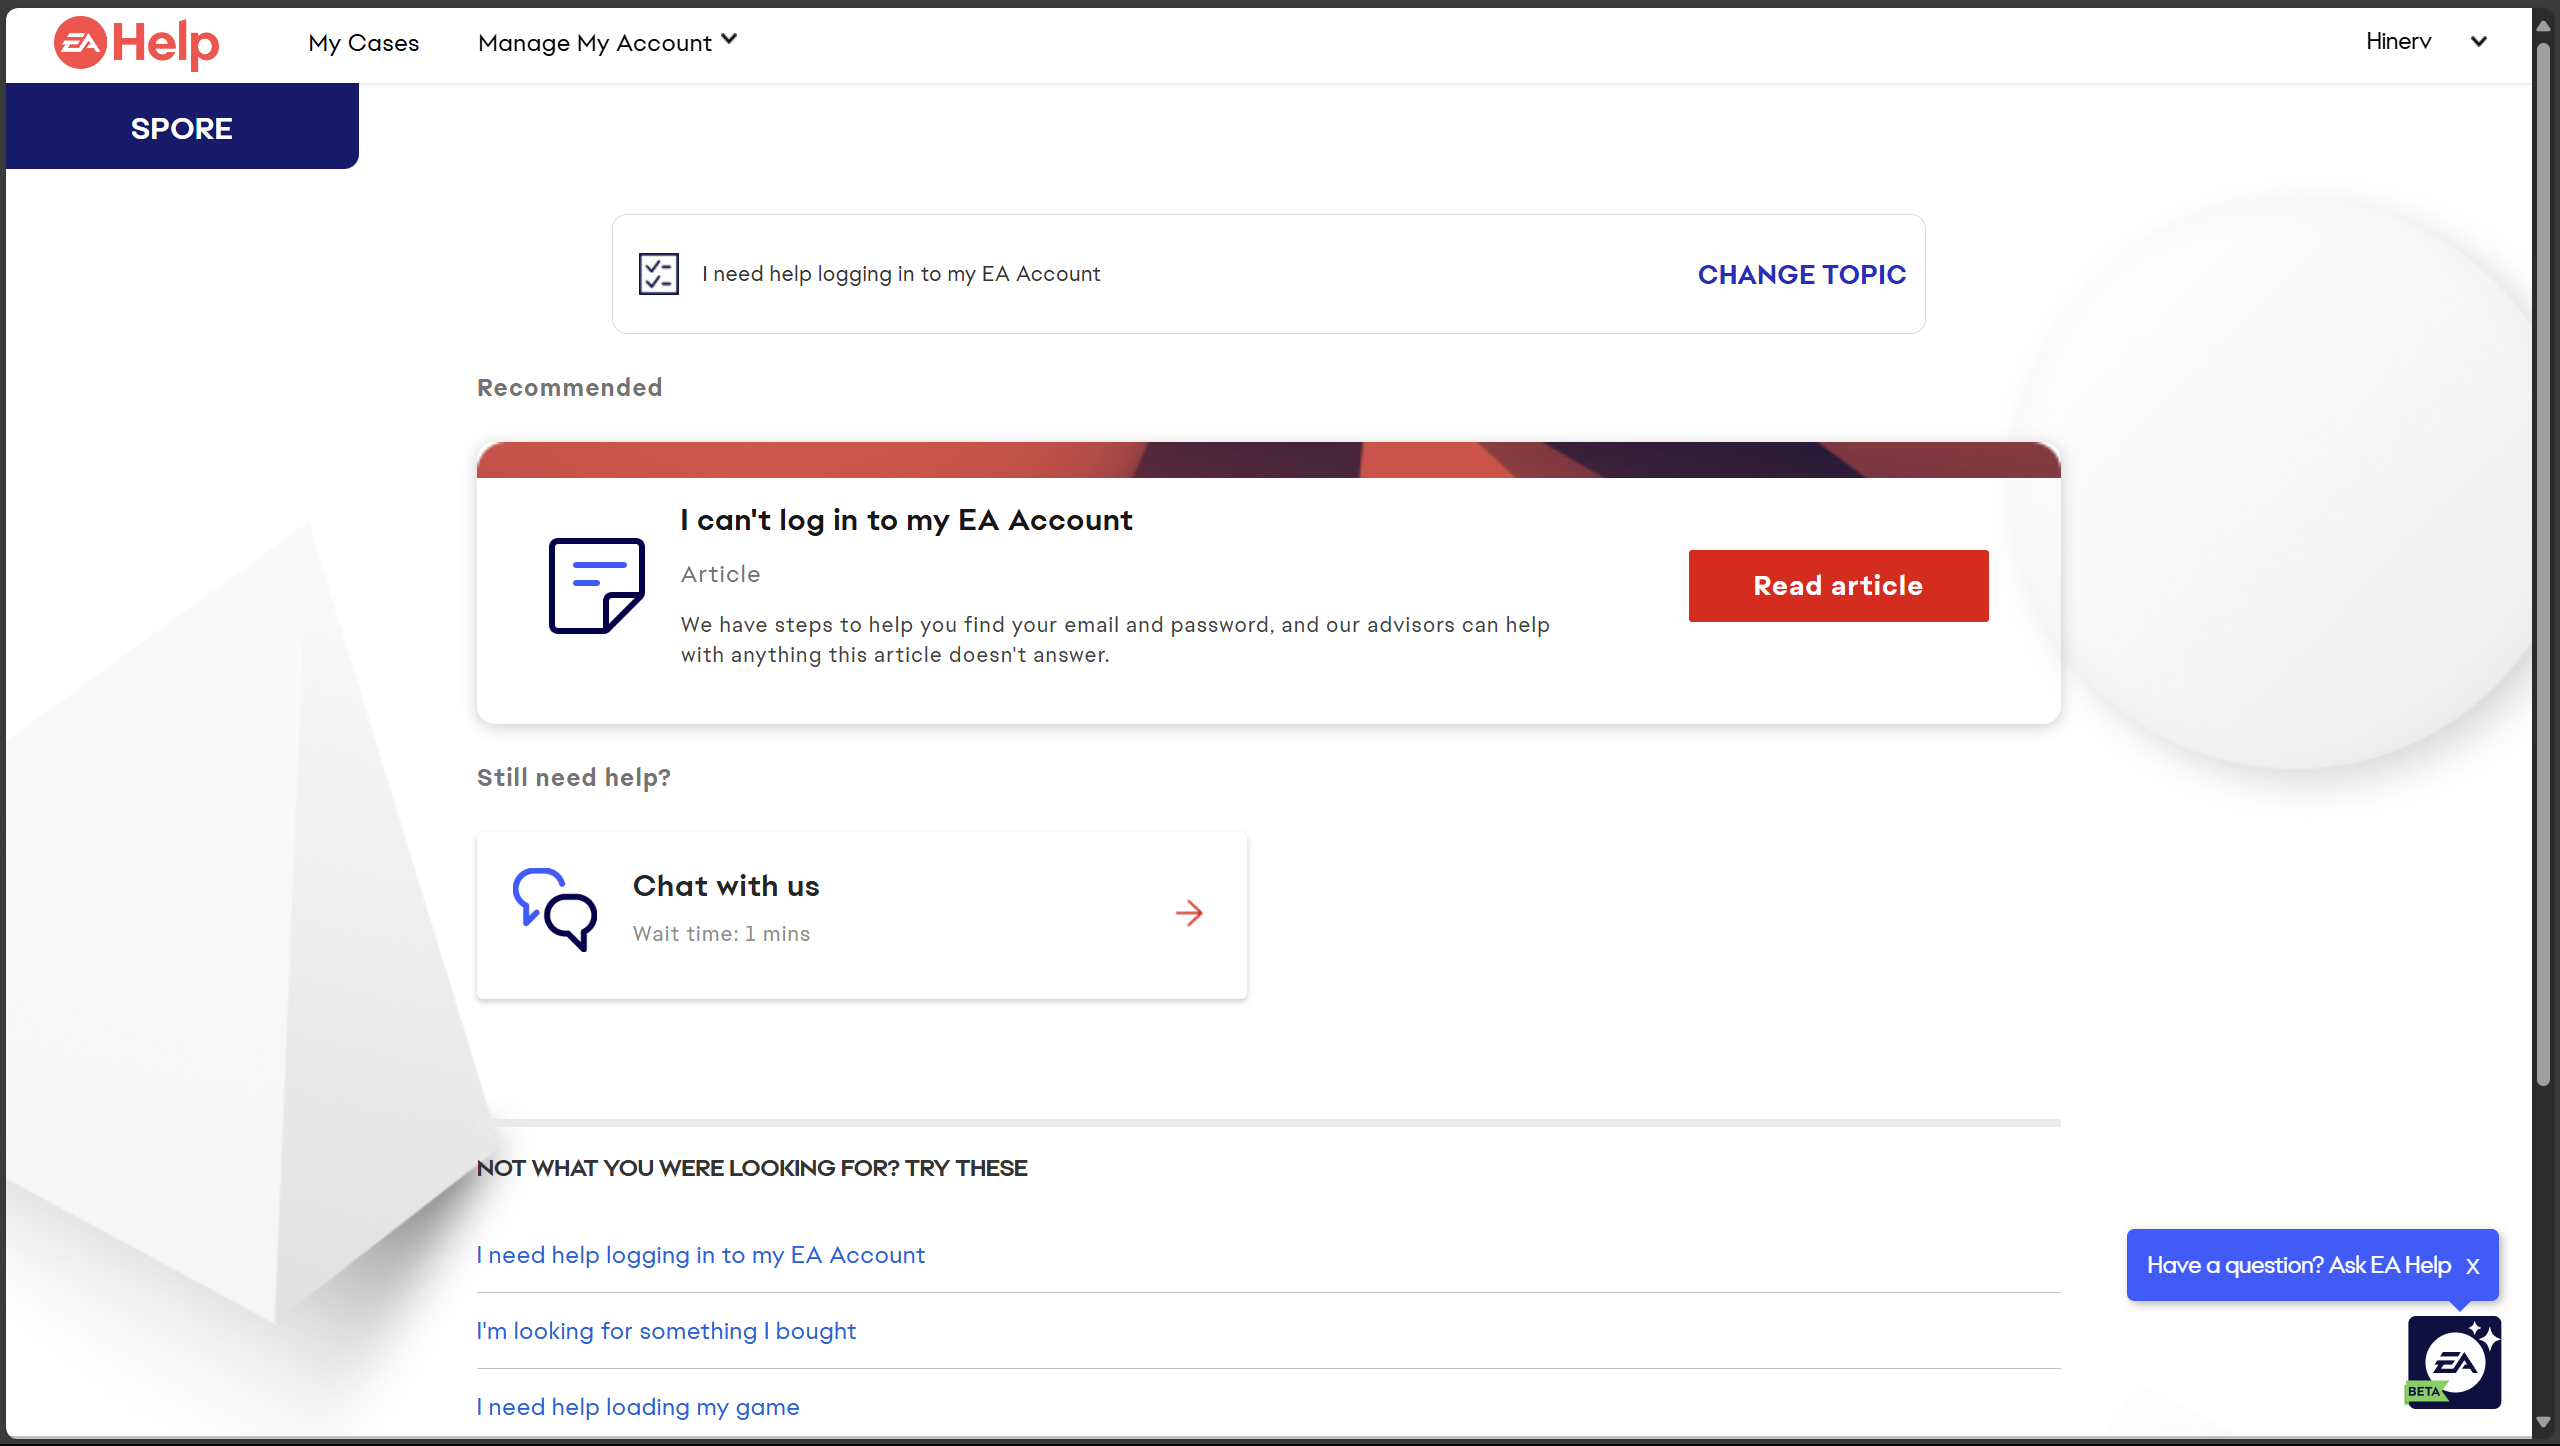 EA Help
My Cases
Manage My Account
Hinerv
SPORE
I need help logging in to my EA Account
CHANGE TOPIC
Recommended
I can't log in to my EA Account
Article
We have steps to help you find your email and password, and our advisors can help
with anything this article doesn't answer.
Read article
Still need help?
Chat with us
Wait time: 1 mins
NOT WHAT YOU WERE LOOKING FOR? TRY THESE
I need help logging in to my EA Account
I'm looking for something I bought
I need help loading my game
Have a question? Ask EA Help X
EA
BETA